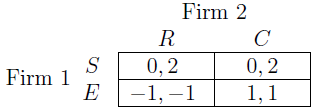 Firm 2
R C
Firm 1 S 0, 2 0, 2
E −1, −1 1, 1